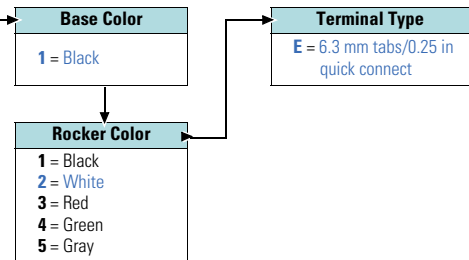 Base Color
1 = Black
Rocker Color
1 = Black
2 = White
3 = Red
4 = Green
5 = Gray
Terminal Type
E = 6.3 mm tabs/0.25 in
quick connect